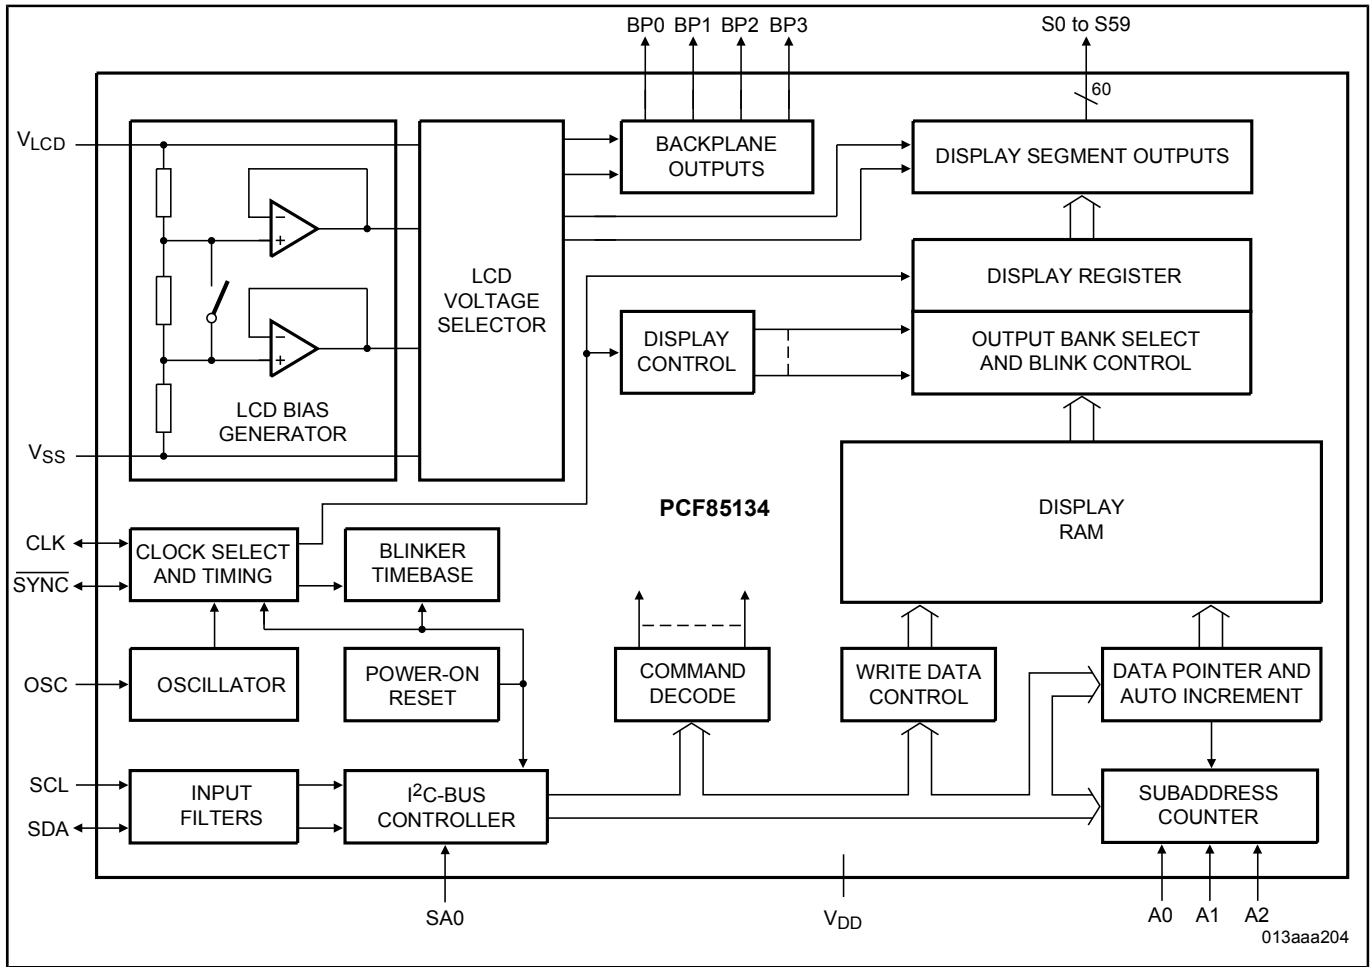 BP0 BP1 BP2 BP3
S0 to S59
60
VLCD
BACKPLANE
OUTPUTS
DISPLAY SEGMENT OUTPUTS
−
+
LCD
VOLTAGE
SELECTOR
DISPLAY REGISTER
−
+
DISPLAY
CONTROL
OUTPUT BANK SELECT
AND BLINK CONTROL
LCD BIAS
GENERATOR
VSS
PCF85134
DISPLAY
RAM
CLK
SYNC
CLOCK SELECT
AND TIMING
BLINKER
TIMEBASE
OSC
OSCILLATOR
POWER-ON
RESET
COMMAND
DECODE
WRITE DATA
CONTROL
DATA POINTER AND
AUTO INCREMENT
SCL
SDA
INPUT
FILTERS
I2C-BUS
CONTROLLER
SUBADDRESS
COUNTER
SA0
VDD
A0 A1 A2
013aaa204